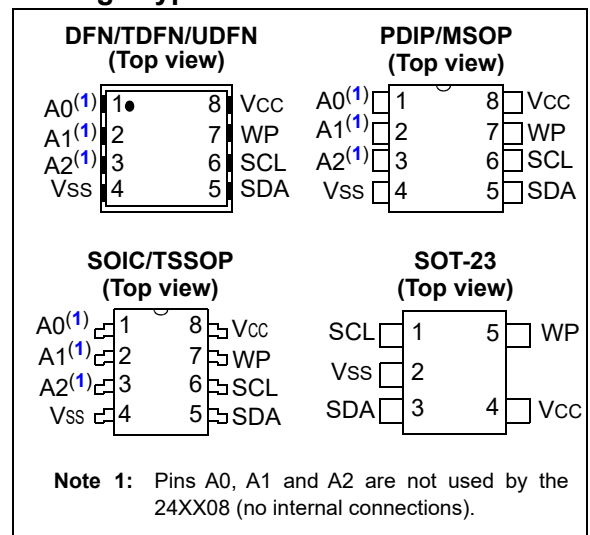 DFN/TDFN/UDFN
(Top view)
A0(1) 1 8 VCC
A1(1) 2 7 WP
A2(1) 3 6 SCL
VSS 4 5 SDA
PDIP/MSOP
(Top view)
A0(1) 1 8 VCC
A1(1) 2 7 WP
A2(1) 3 6 SCL
VSS 4 5 SDA
SOIC/TSSOP
(Top view)
A0(1) 1 8 VCC
A1(1) 2 7 WP
A2(1) 3 6 SCL
VSS 4 5 SDA
SOT-23
(Top view)
SCL 1 5 WP
VSS 2
SDA 3 4 VCC
Note 1: Pins A0, A1 and A2 are not used by the
24XX08 (no internal connections).